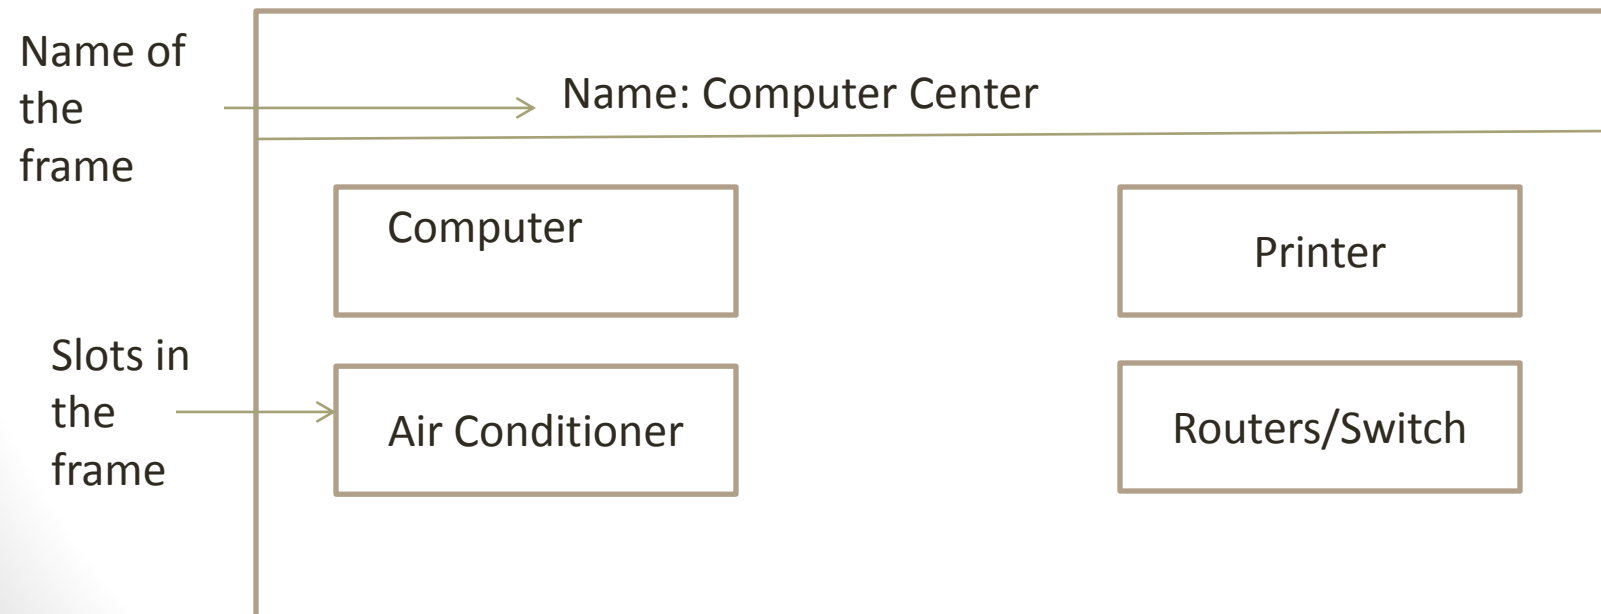 Name of
the
frame
Name: Computer Center
Computer
Printer
Slots in
the
frame
Air Conditioner
Routers/Switch